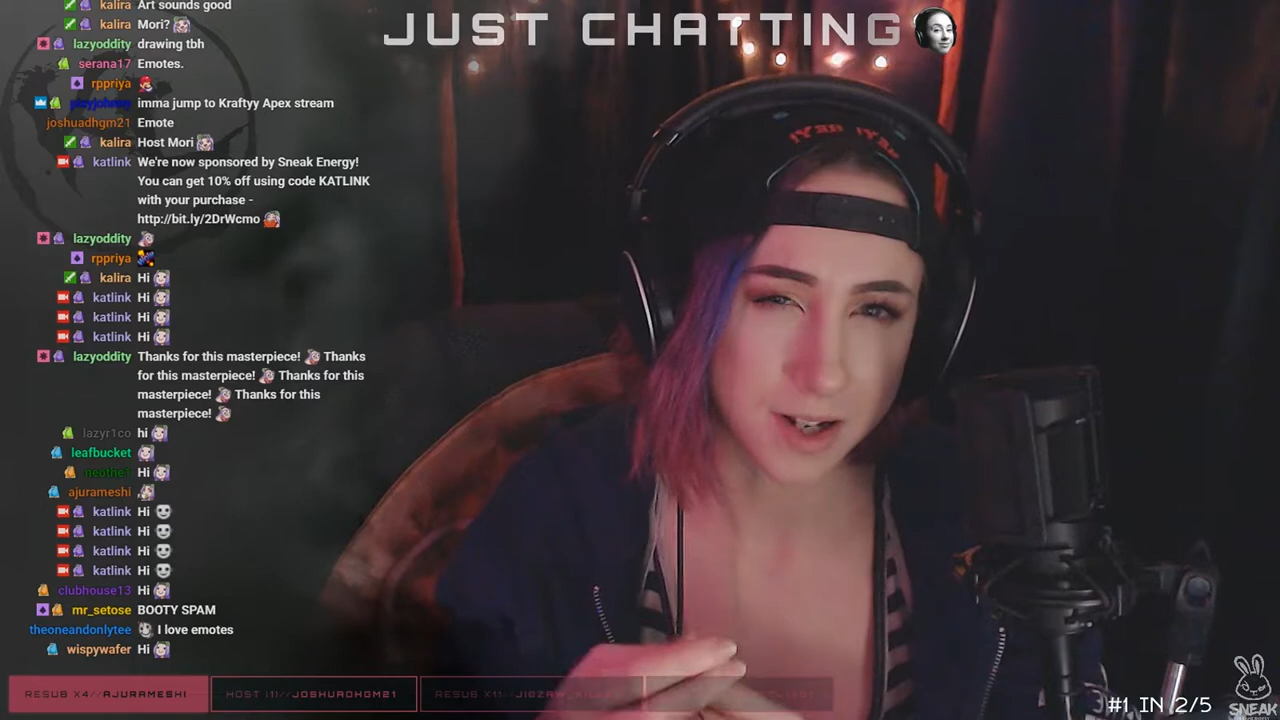 JUST CHATTING
kalira Art sounds good
kalira Mori?
lazyoddity drawing tbh
serana17 Emotes.
rppriya
imma jump to Kraftyy Apex stream
joshuadhgm21 Emote
kalira Host Mori
katlink We're now sponsored by Sneak Energy!
You can get 10% off using code KATLINK
with your purchase -
http://bit.ly/2DrWcmo
lazyoddity
rppriya
kalira Hi
katlink Hi
katlink Hi
katlink Hi
lazyoddity Thanks for this masterpiece! Thanks
for this masterpiece! Thanks for this
masterpiece! Thanks for this
masterpiece!
lazyr1co hi
leafbucket
Hi
ajurameshi
katlink Hi
katlink Hi
katlink Hi
katlink Hi
clubhouse13 Hi
mr_setose BOOTY SPAM
theoneandonlytee I love emotes
wispywafer Hi
RESUB X4//AJURAMESHI
HOST (1)//JOSHUADHGM21
#1 IN 2/5
SNEAK